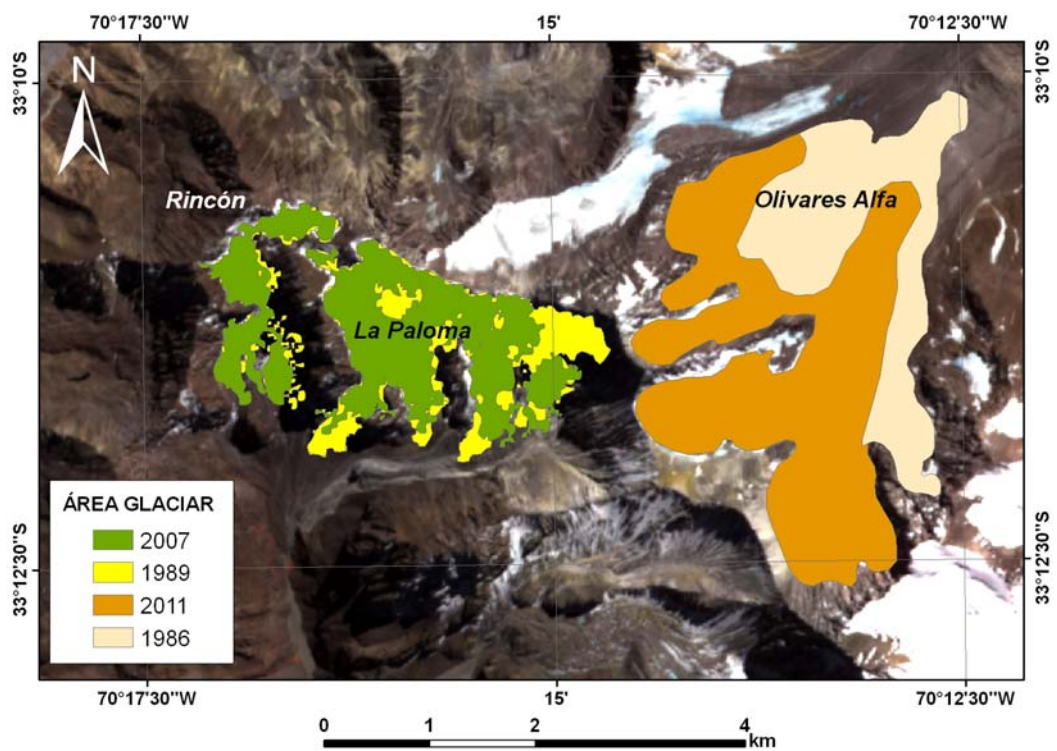 70°17'30"W 15' 70°12'30"W
33°10'S 33°10'S
N
Rincón
Olivares Alfa
La Paloma
ÁREA GLACIAR
2007
1989
2011
1986
33°12'30"S 33°12'30"S
70°17'30"W 15' 70°12'30"W
0 1 2 4
km